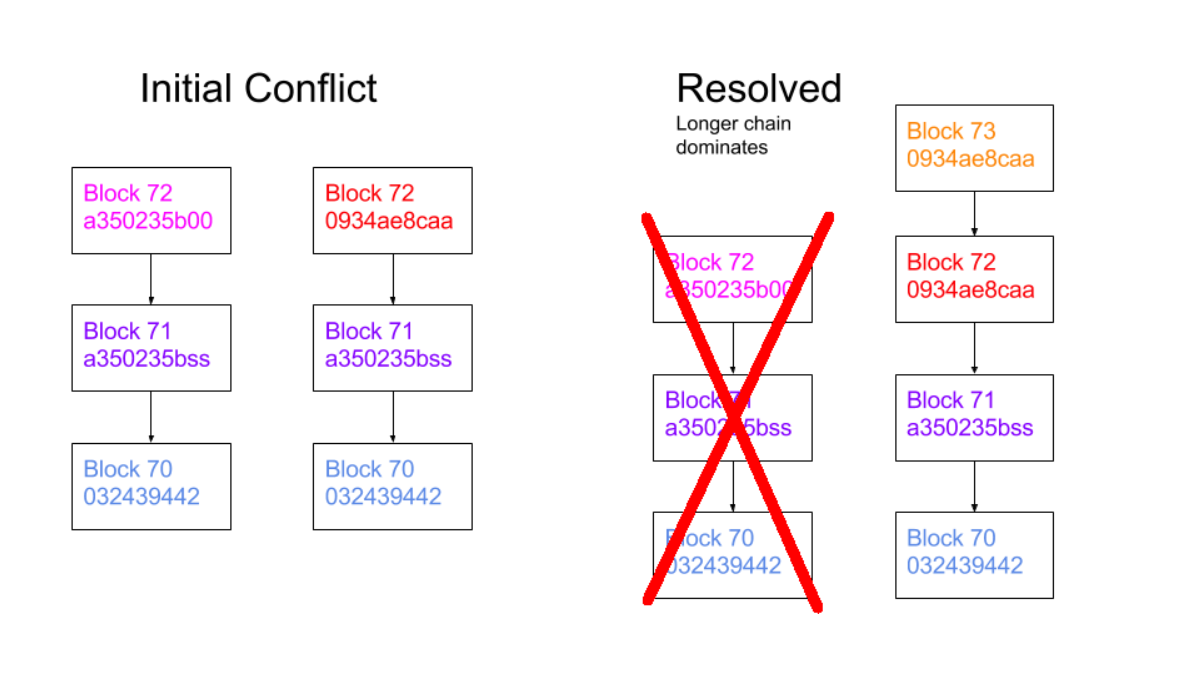 Initial Conflict
Block 72
a350235b00
Block 71
a350235bss
Block 70
032439442
Block 72
0934ae8caa
Block 71
a350235bss
Block 70
032439442
Resolved
Longer chain
dominates
Block 72
a350235b00
Block 71
a350235bss
Block 70
032439442
Block 73
0934ae8caa
Block 72
0934ae8caa
Block 71
a350235bss
Block 70
032439442